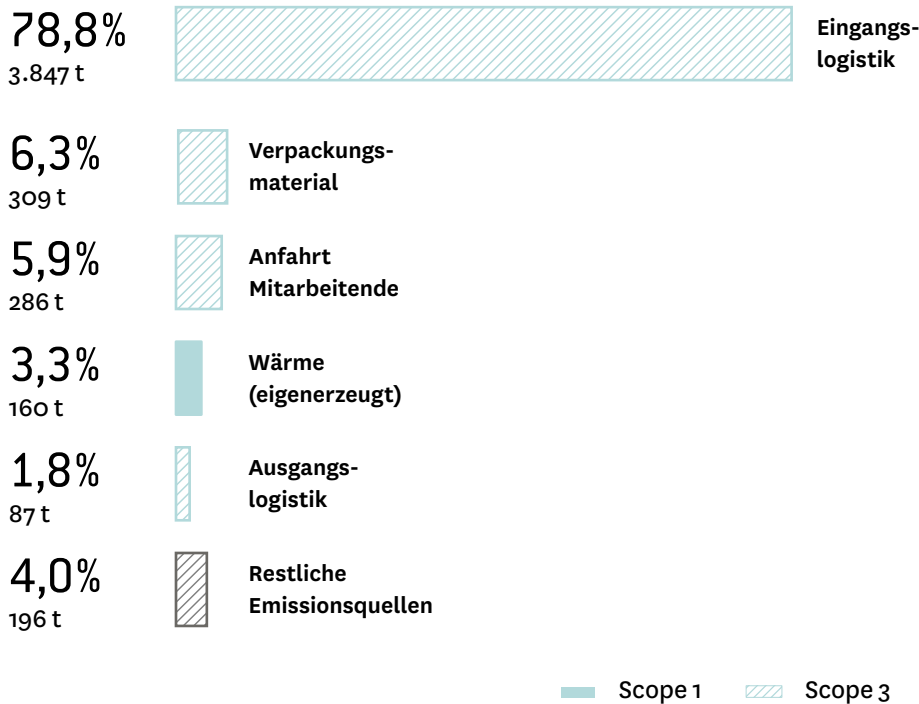 78,8%
3.847 t
Eingangs-
logistik
6,3%
309 t
Verpackungs-
material
5,9%
286 t
Anfahrt
Mitarbeitende
3,3%
160 t
Wärme
(eigenerzeugt)
1,8%
87 t
Ausgangs-
logistik
4,0%
196 t
Restliche
Emissionsquellen
Scope 1
Scope 3